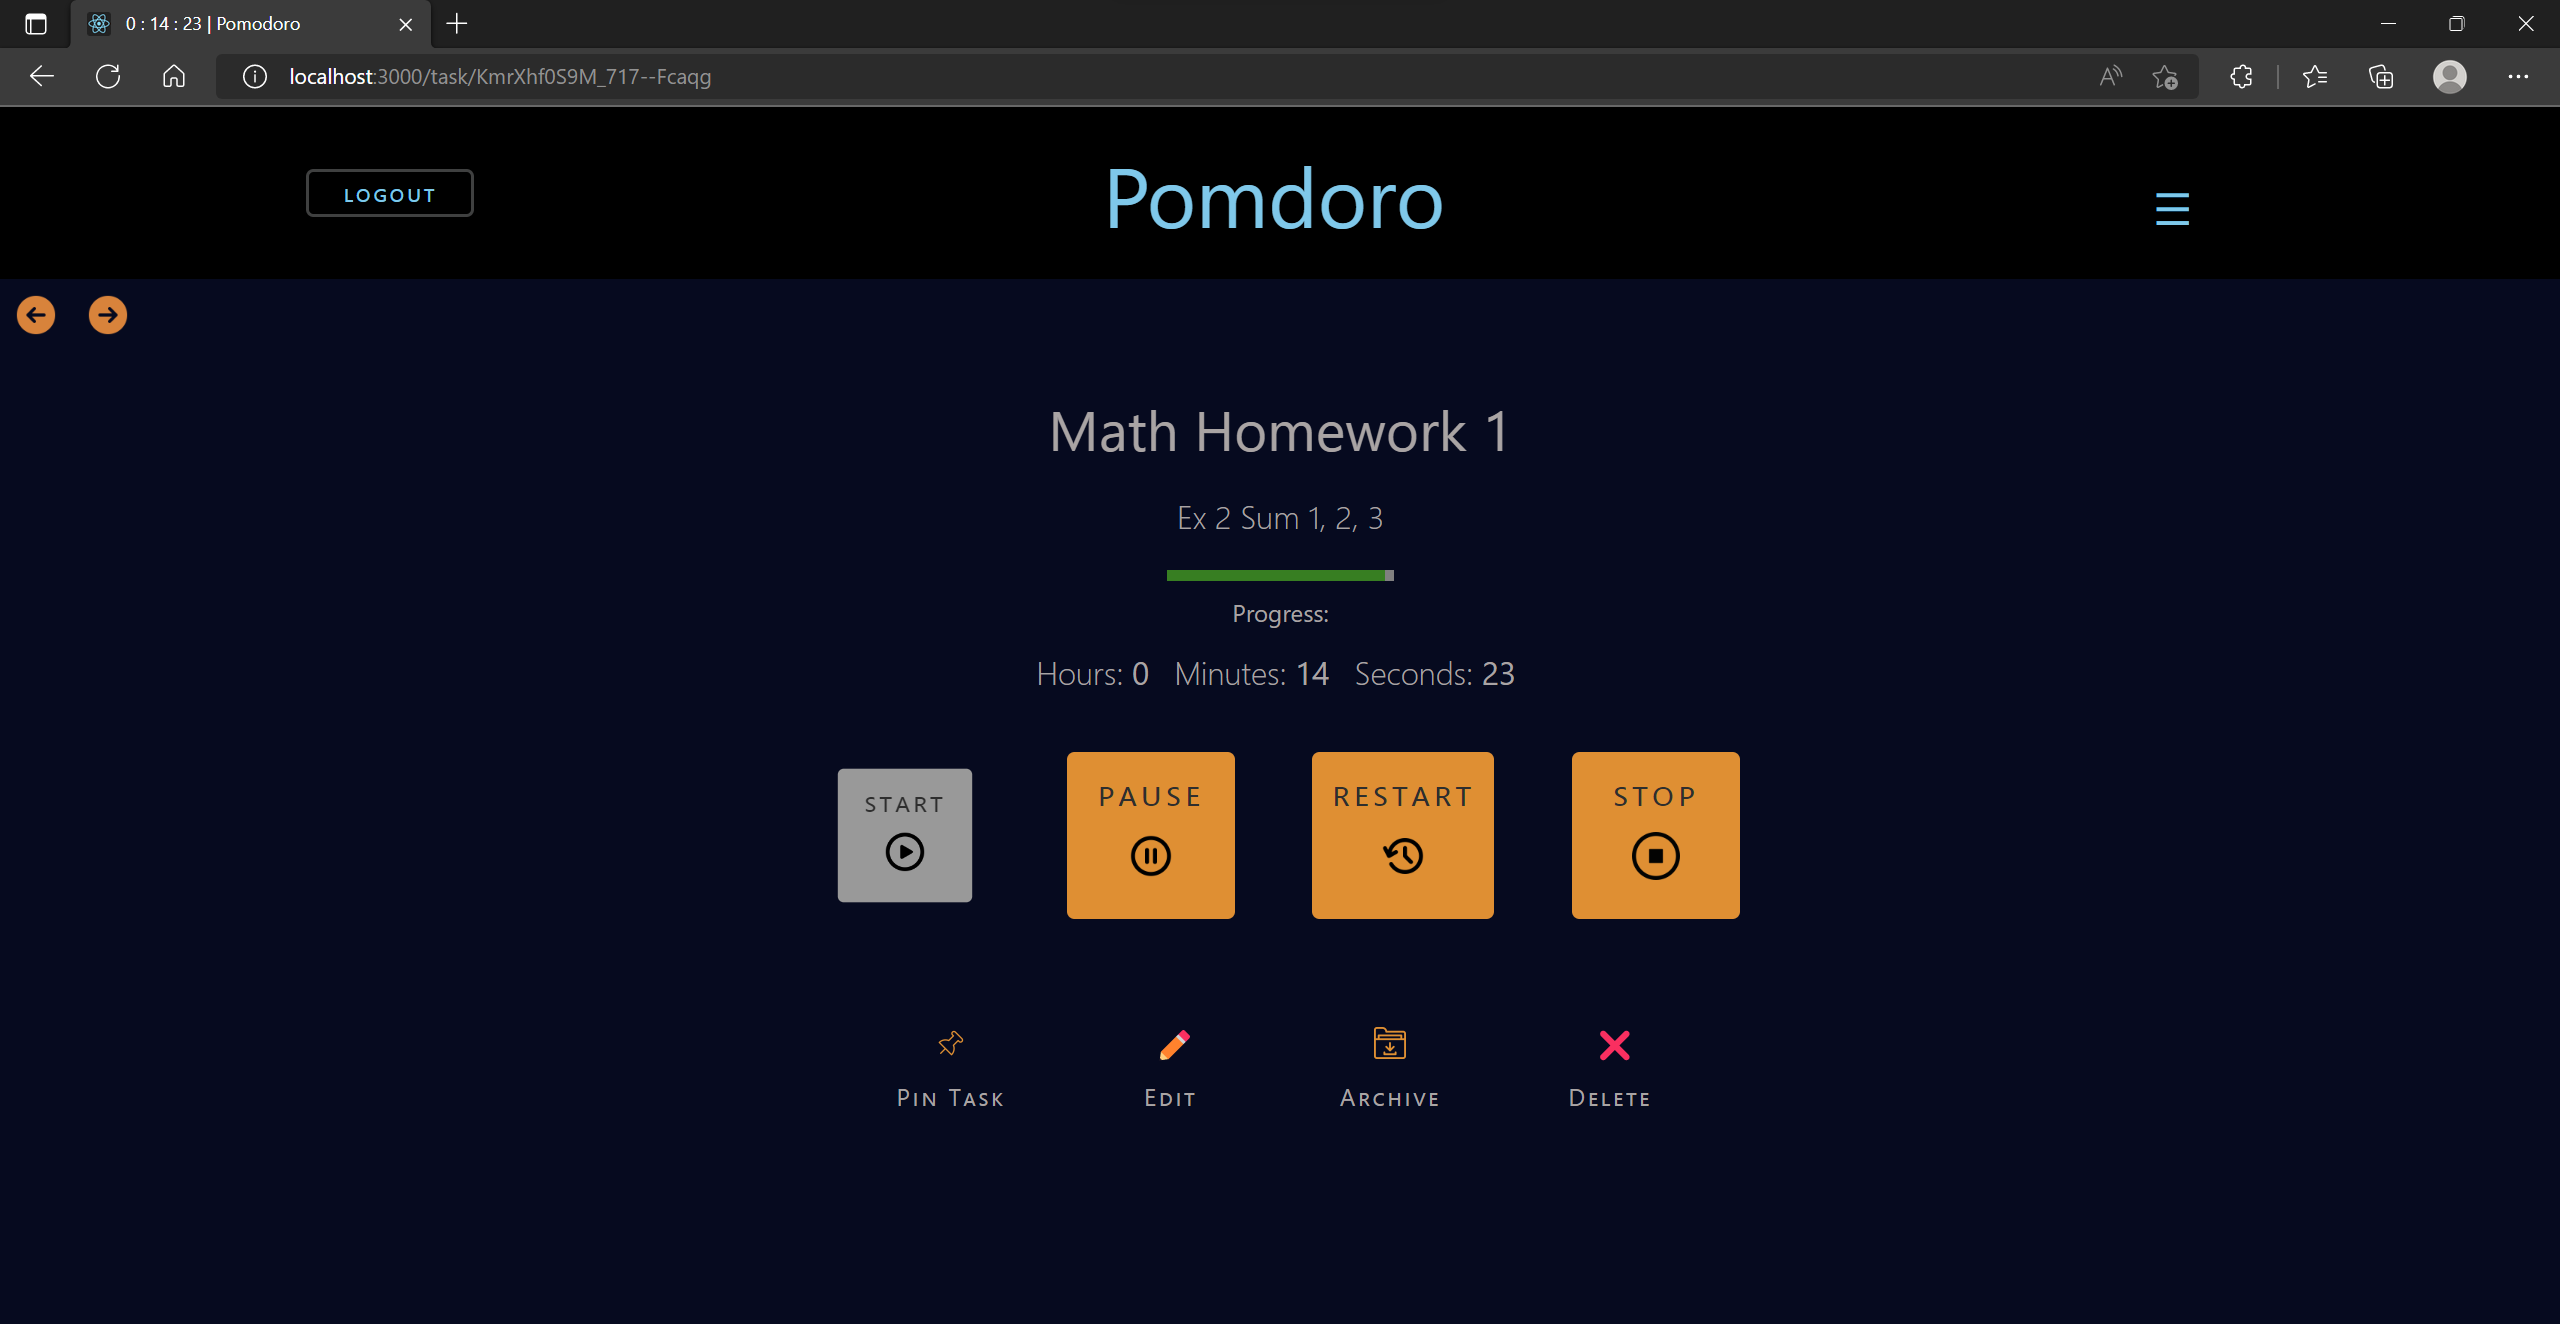 0 : 14 : 23 | Pomodoro
localhost:3000/task/KmrXhf0S9M_717--Fcaqg
LOGOUT
Pomdoro
Math Homework 1
Ex 2 Sum 1, 2, 3
Progress:
Hours: 0 Minutes: 14 Seconds: 23
START PAUSE RESTART STOP
PIN TASK EDIT ARCHIVE DELETE